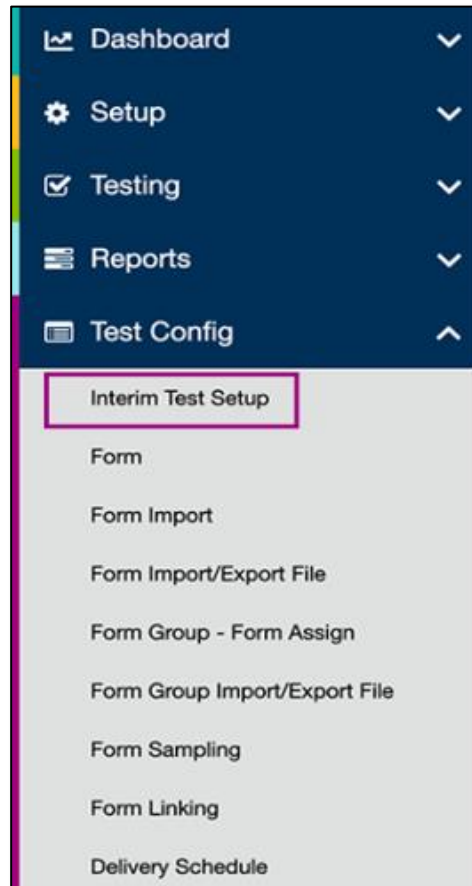 Dashboard
Setup
Testing
Reports
Test Config
Interim Test Setup
Form
Form Import
Form Import/Export File
Form Group - Form Assign
Form Group Import/Export File
Form Sampling
Form Linking
Delivery Schedule